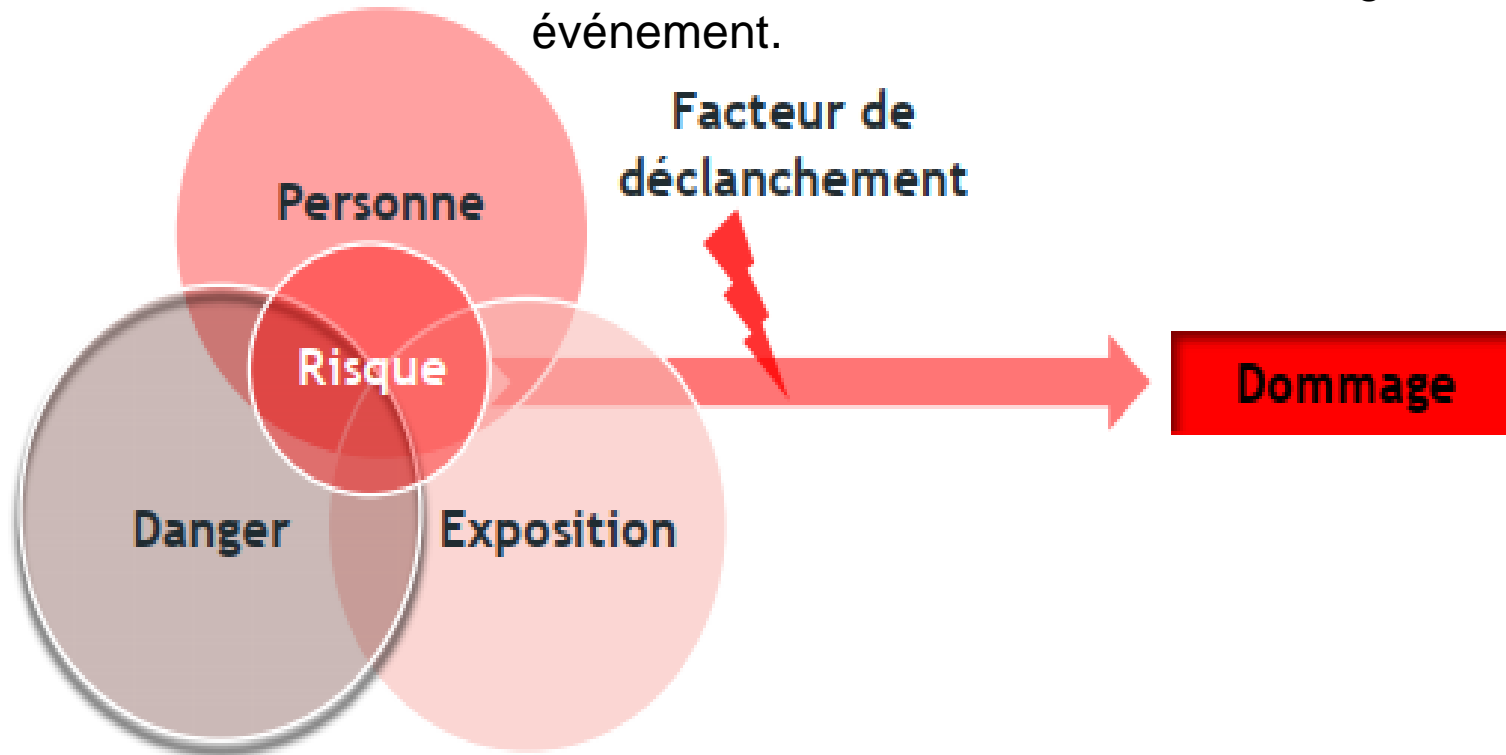 événement.
Facteur de
déclanchement
Personne
Risque
Dommage
Danger
Exposition